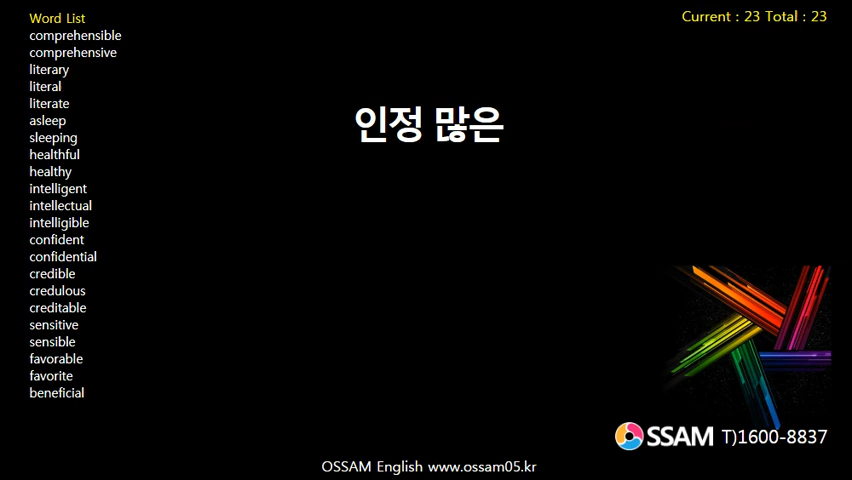 Word List
Current : 23 Total : 23
comprehensible
comprehensive
literary
literal
literate
asleep
sleeping
healthful
healthy
intelligent
intellectual
intelligible
confident
confidential
credible
credulous
creditable
sensitive
sensible
favorable
favorite
beneficial
인정 많은
SSAM T)1600-8837
OSSAM English www.ossam05.kr